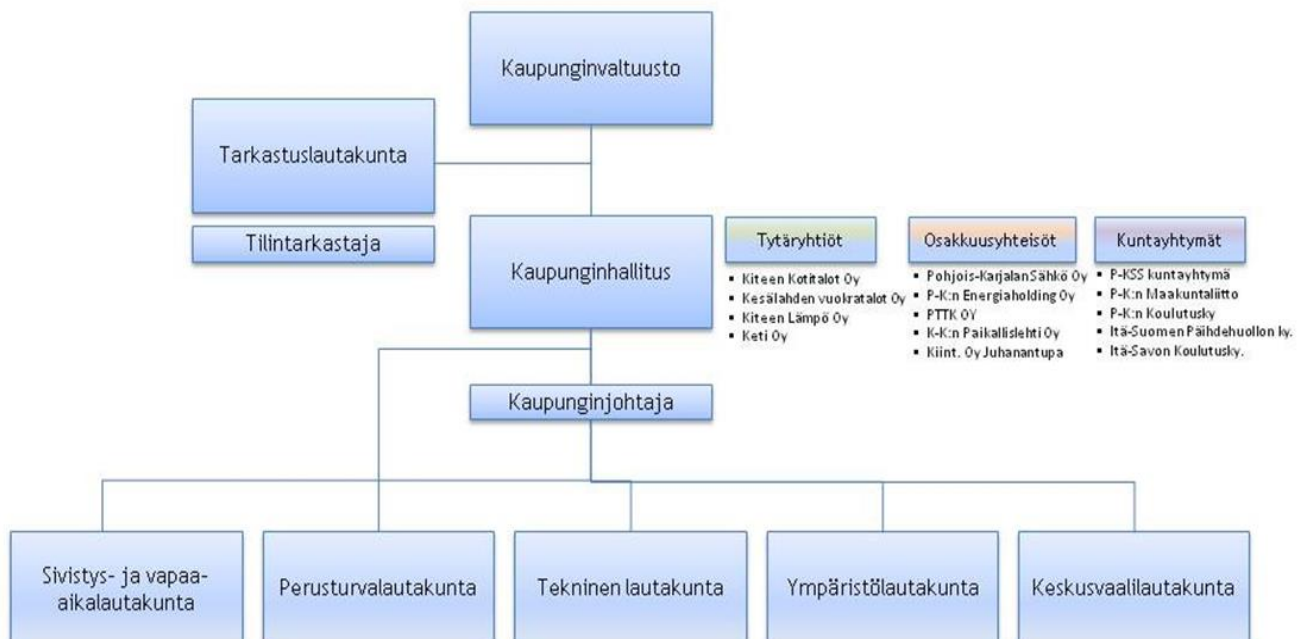 Kaupunginvaltuusto
Tarkastuslautakunta
Tilintarkastaja
Kaupunginhallitus
Tytäryhtiöt
▪ Kiteen Kotitalot Oy
▪ Kesälahden vuokratalot Oy
▪ Kiteen Lämpö Oy
▪ Keti Oy
Osakkuusyhteisöt
▪ Pohjois-Karjalan Sähkö Oy
▪ P-K:n Energiaholding Oy
▪ PTTK OY
▪ K-K:n Paikallislehti Oy
▪ Kiint. Oy Juhanantupa
Kuntayhtymät
▪ P-KSS kuntayhtymä
▪ P-K:n Maakuntaliitto
▪ P-K:n Koulutusky
▪ Itä-Suomen Päihdehuollon ky.
▪ Itä-Savon Koulutusky.
Kaupunginjohtaja
Sivistys- ja vapaa-
aikalautakunta
Perusturvalautakunta
Tekninen lautakunta
Ympäristölautakunta
Keskusvaalilautakunta